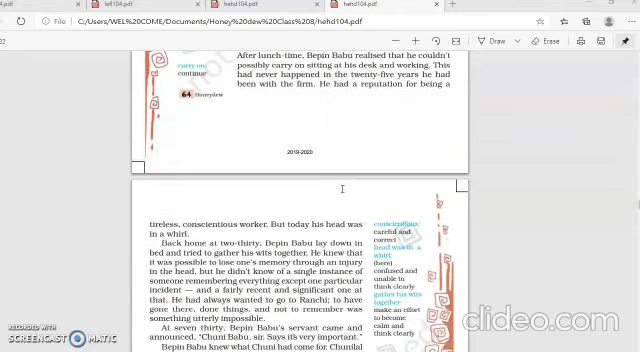 .pdf
iefl104.pdf
hehd104.pdf
hehd104.pdf
File
C:/Users/WEL%20COME/Documents/Honey%20dew%20Class%208/hehd104.pdf
22
Draw
Erase
After lunch-time, Bepin Babu realised that he couldn't
possibly carry on sitting at his desk and working. This
had never happened in the twenty-five years he had
been with the firm. He had a reputation for being a
carry on:
continue
64 Honeydew
2019-2020
tireless, conscientious worker. But today his head was
in a whirl.
Back home at two-thirty, Bepin Babu lay down in
bed and tried to gather his wits together. He knew that
it was possible to lose one's memory through an injury
in the head, but he didn't know of a single instance of
someone remembering everything except one particular
incident — and a fairly recent and significant one at
that. He had always wanted to go to Ranchi; to have
gone there, done things, and not to remember was
something utterly impossible.
At seven thirty, Bepin Babu's servant came and
announced, "Chuni Babu, sir. Says it's very important."
Bepin Babu knew what Chuni had come for. Chunilal
conscientious:
careful and
correct
head was in a
whirl:
(here)
confused and
unable to
think clearly
gather his wits
together
make an effort
to become
calm and
think clearly
RECORDED WITH
SCREENCAST MATIC
clideo.com